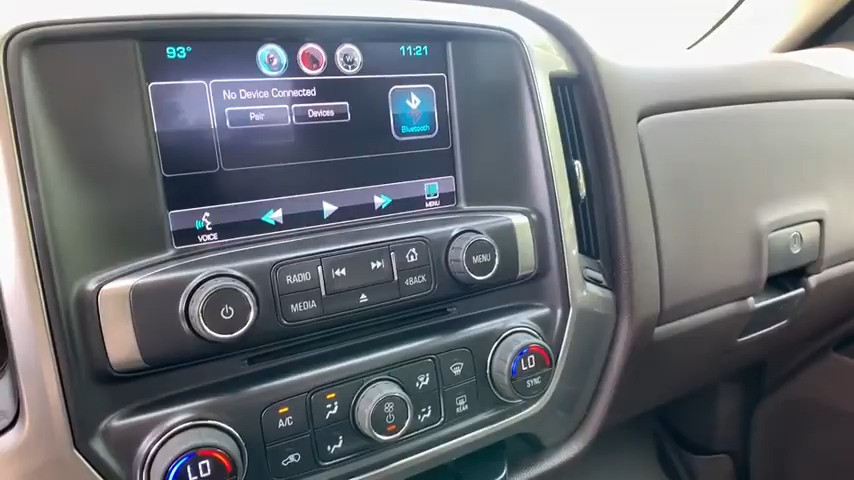 93°
11:21
No Device Connected
Pair
Devices
Bluetooth
VOICE
MENU
RADIO
MEDIA
BACK
MENU
LO
SYNC
A/C
REAR
LO